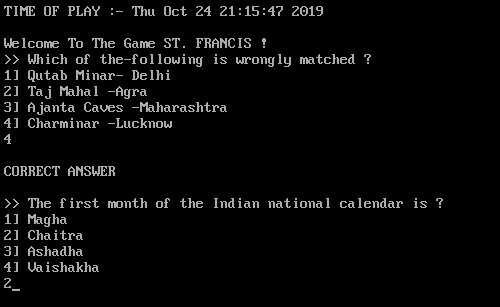 TIME OF PLAY :- Thu Oct 24 21:15:47 2019
Welcome To The Game ST. FRANCIS !
>> Which of the-following is wrongly matched ?
1] Qutab Minar- Delhi
2] Taj Mahal -Agra
3] Ajanta Caves -Maharashtra
4] Charminar -Lucknow
4
CORRECT ANSWER
>> The first month of the Indian national calendar is ?
1] Magha
2] Chaitra
3] Ashadha
4] Vaishakha
2_